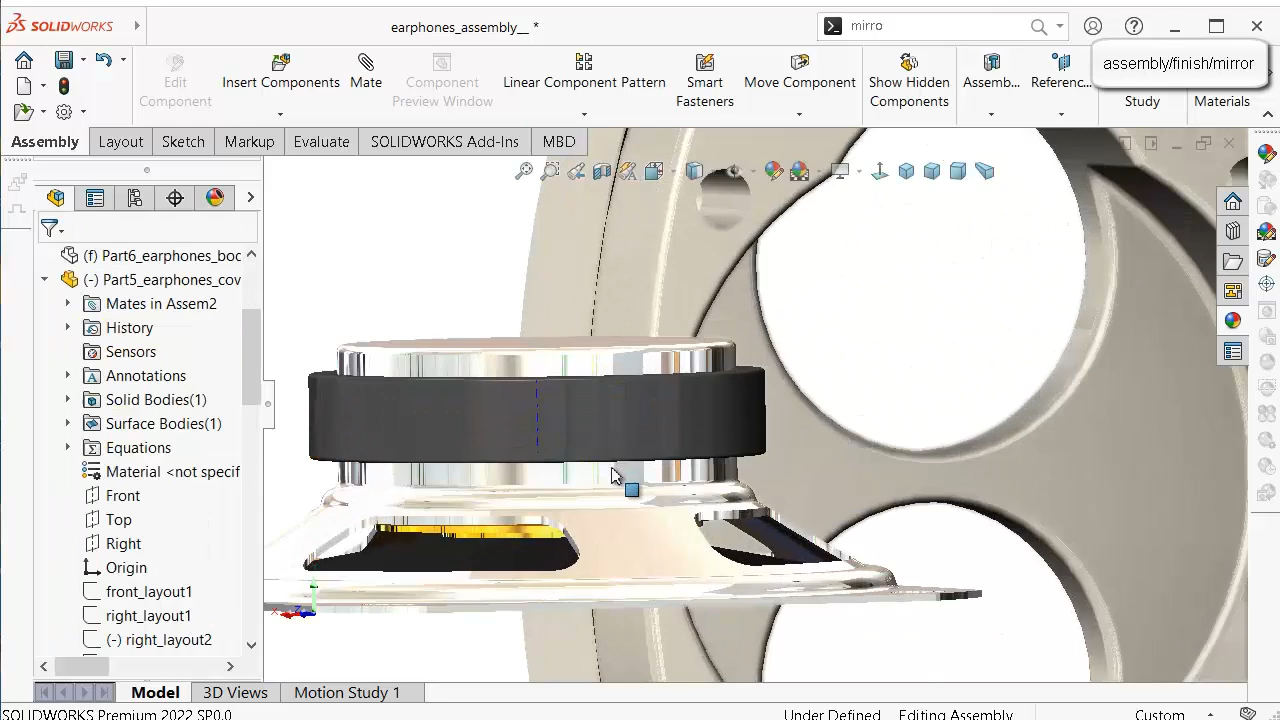 SOLIDWORKS
earphones_assembly__ *
mirro
assembly/finish/mirror
Edit
Component
Insert Components
Mate
Component
Preview Window
Linear Component Pattern
Smart
Fasteners
Move Component
Show Hidden
Components
Assemb...
Referenc...
Study
Materials
Assembly
Layout
Sketch
Markup
Evaluate
SOLIDWORKS Add-Ins
MBD
(f) Part6_earphones_boc
(-) Part5_earphones_cov
Mates in Assem2
History
Sensors
Annotations
Solid Bodies(1)
Surface Bodies(1)
Equations
Material <not specif
Front
Top
Right
Origin
front_layout1
right_layout1
(-) right_layout2
Model
3D Views
Motion Study 1
SOLIDWORKS Premium 2022 SP0.0
Under Defined
Editing Assembly
Custom